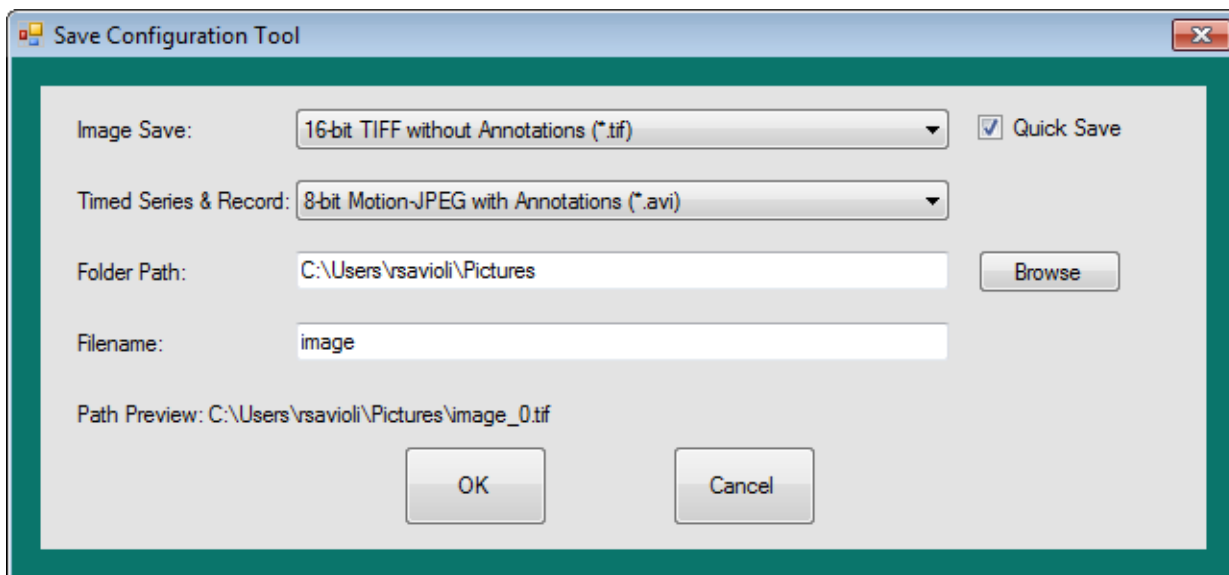 Save Configuration Tool
Image Save: 16-bit TIFF without Annotations (*.tif) Quick Save
Timed Series & Record: 8-bit Motion-JPEG with Annotations (*.avi)
Folder Path: C:\Users\rsavioli\Pictures Browse
Filename: image
Path Preview: C:\Users\rsavioli\Pictures\image_0.tif
OK Cancel